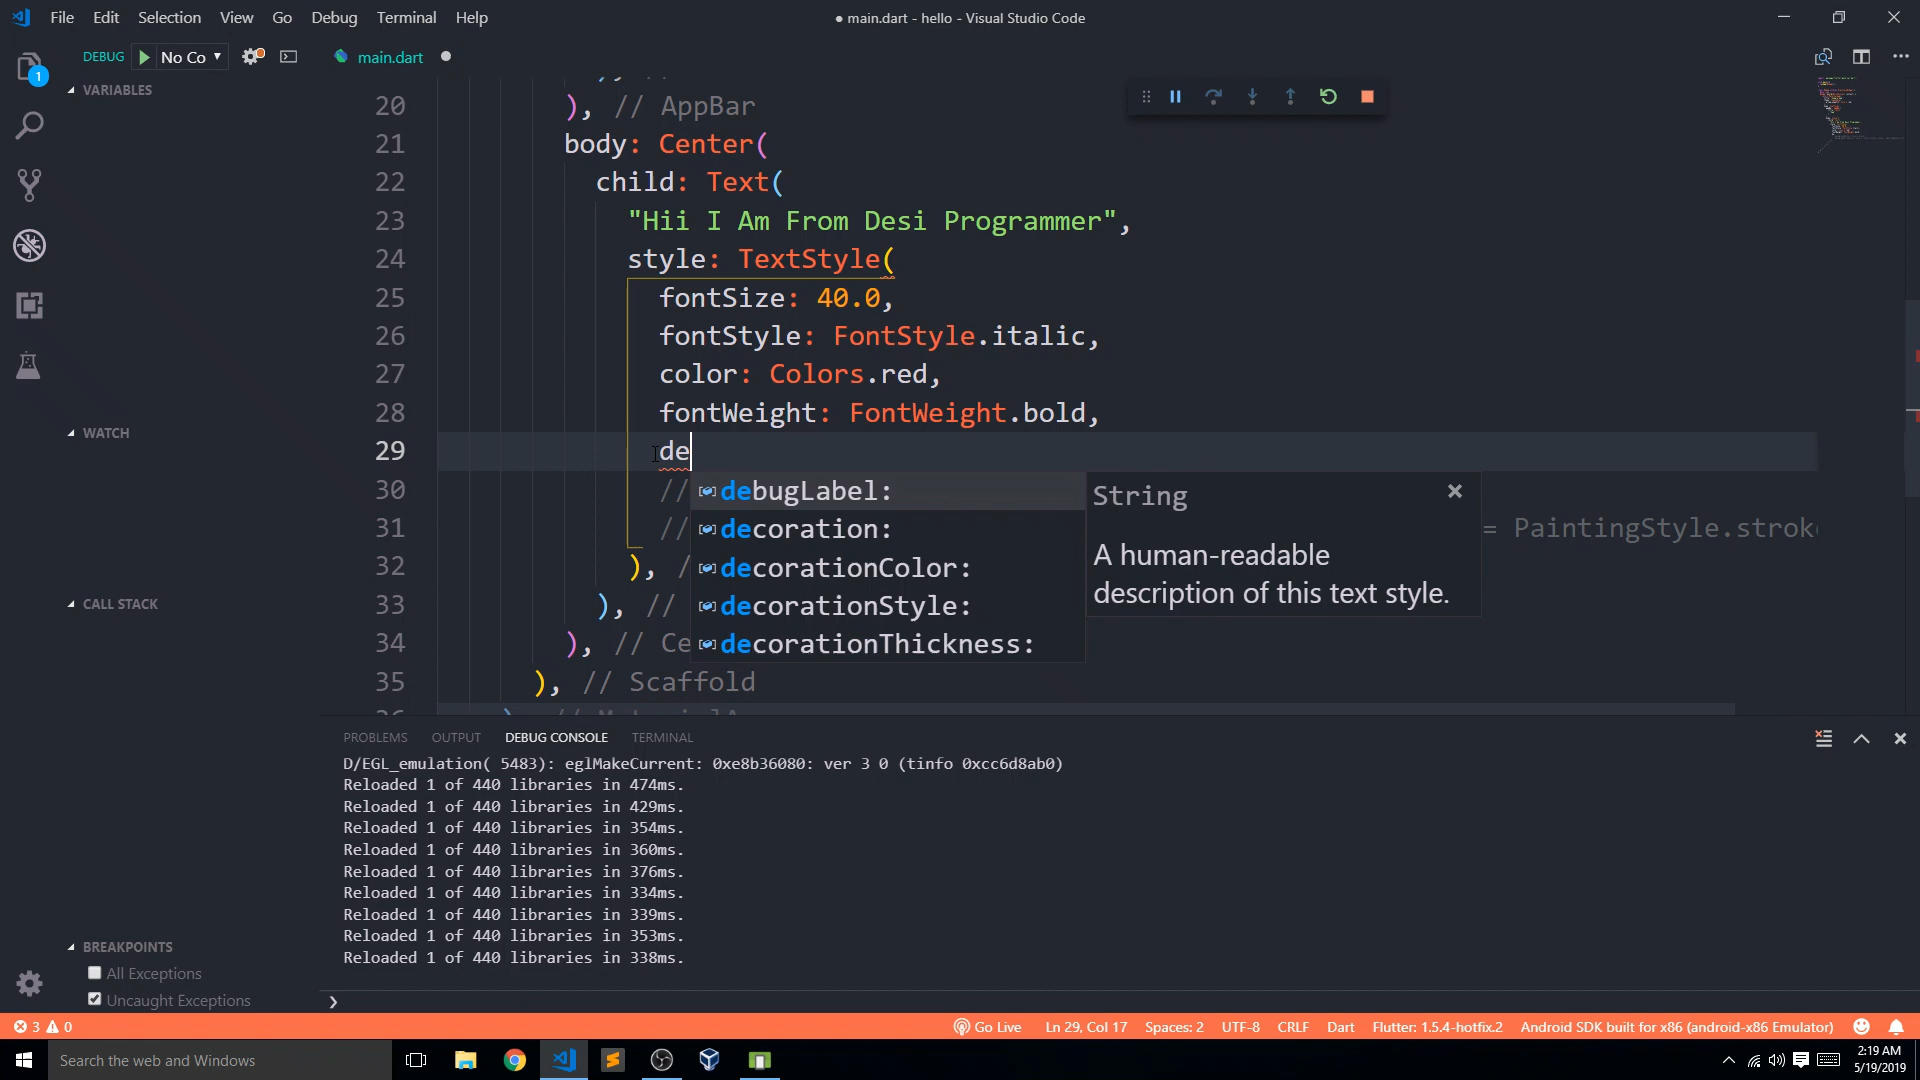 File Edit Selection View Go Debug Terminal Help
● main.dart - hello - Visual Studio Code
DEBUG No Co
main.dart
1
VARIABLES
WATCH
CALL STACK
BREAKPOINTS
All Exceptions
Uncaught Exceptions
20 ), // AppBar
21 body: Center(
22 child: Text(
23 "Hii I Am From Desi Programmer",
24 style: TextStyle(
25 fontSize: 40.0,
26 fontStyle: FontStyle.italic,
27 color: Colors.red,
28 fontWeight: FontWeight.bold,
29 de
30 //
31 // = PaintingStyle.stroke
32 ), /
33 ), //
34 ), // Ce
35 ), // Scaffold
debugLabel:
decoration:
decorationColor:
decorationStyle:
decorationThickness:
String
A human-readable
description of this text style.
PROBLEMS OUTPUT DEBUG CONSOLE TERMINAL
D/EGL_emulation( 5483): eglMakeCurrent: 0xe8b36080: ver 3 0 (tinfo 0xcc6d8ab0)
Reloaded 1 of 440 libraries in 474ms.
Reloaded 1 of 440 libraries in 429ms.
Reloaded 1 of 440 libraries in 354ms.
Reloaded 1 of 440 libraries in 360ms.
Reloaded 1 of 440 libraries in 376ms.
Reloaded 1 of 440 libraries in 334ms.
Reloaded 1 of 440 libraries in 339ms.
Reloaded 1 of 440 libraries in 353ms.
Reloaded 1 of 440 libraries in 338ms.
3 0 Go Live Ln 29, Col 17 Spaces: 2 UTF-8 CRLF Dart Flutter: 1.5.4-hotfix.2 Android SDK built for x86 (android-x86 Emulator)
Search the web and Windows
2:19 AM
5/19/2019